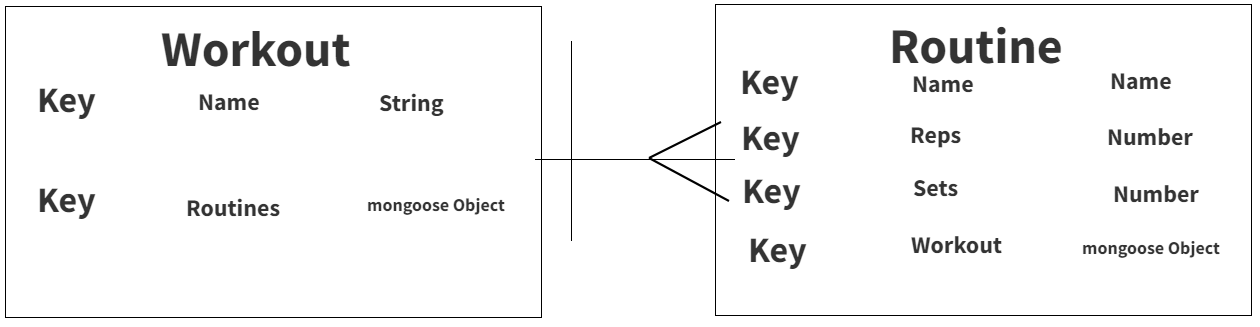 Workout
Key Name String
Key Routines mongoose Object
Routine
Key Name Name
Key Reps Number
Key Sets Number
Key Workout mongoose Object